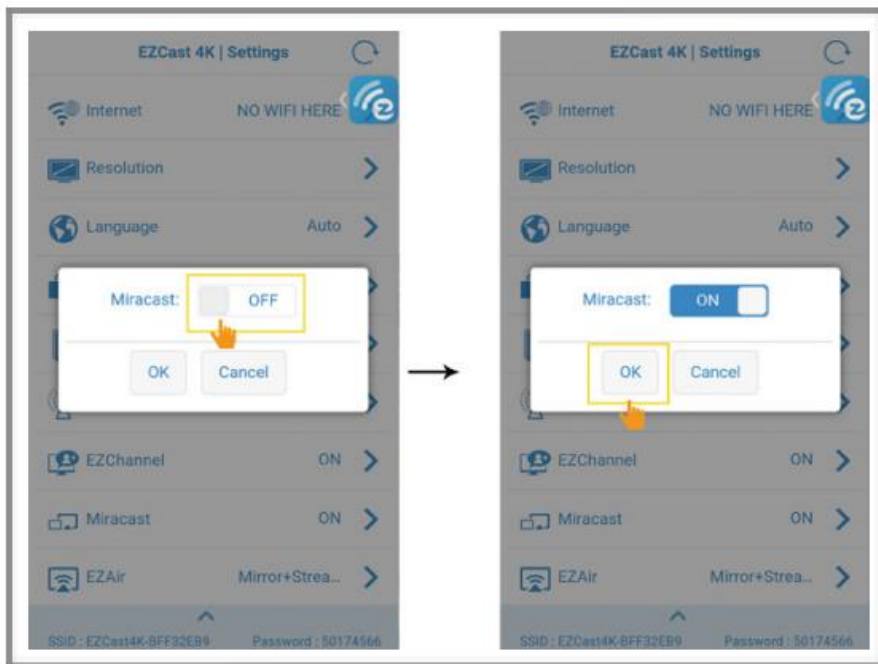 EZCast 4K | Settings
Internet NO WIFI HERE
Resolution
Language Auto
Miracast: OFF
OK Cancel
EZChannel ON
Miracast ON
EZAir Mirror+Strea...
SSID : EZCast4K-BFF32EB9 Password : 50174566
EZCast 4K | Settings
Internet NO WIFI HERE
Resolution
Language Auto
Miracast: ON
OK Cancel
EZChannel ON
Miracast ON
EZAir Mirror+Strea...
SSID : EZCast4K-BFF32EB9 Password : 50174566